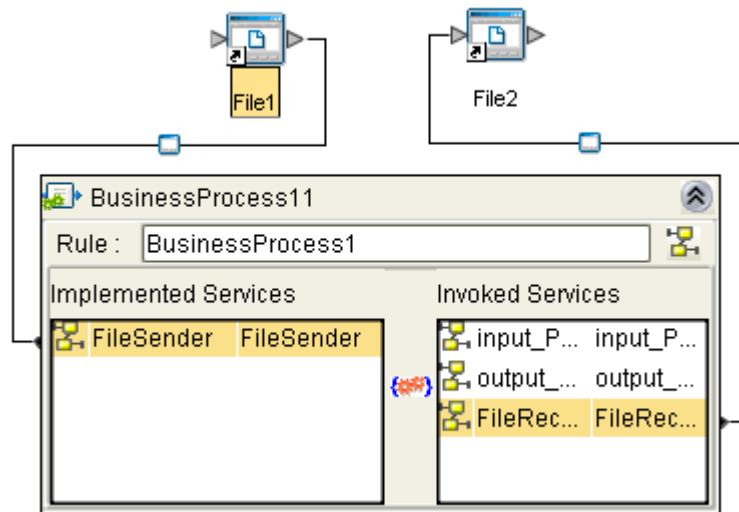 File1
File2
BusinessProcess11
Rule : BusinessProcess1
Implemented Services Invoked Services
FileSender FileSender input_P... input_P...
output_... output_...
FileRec... FileRec...